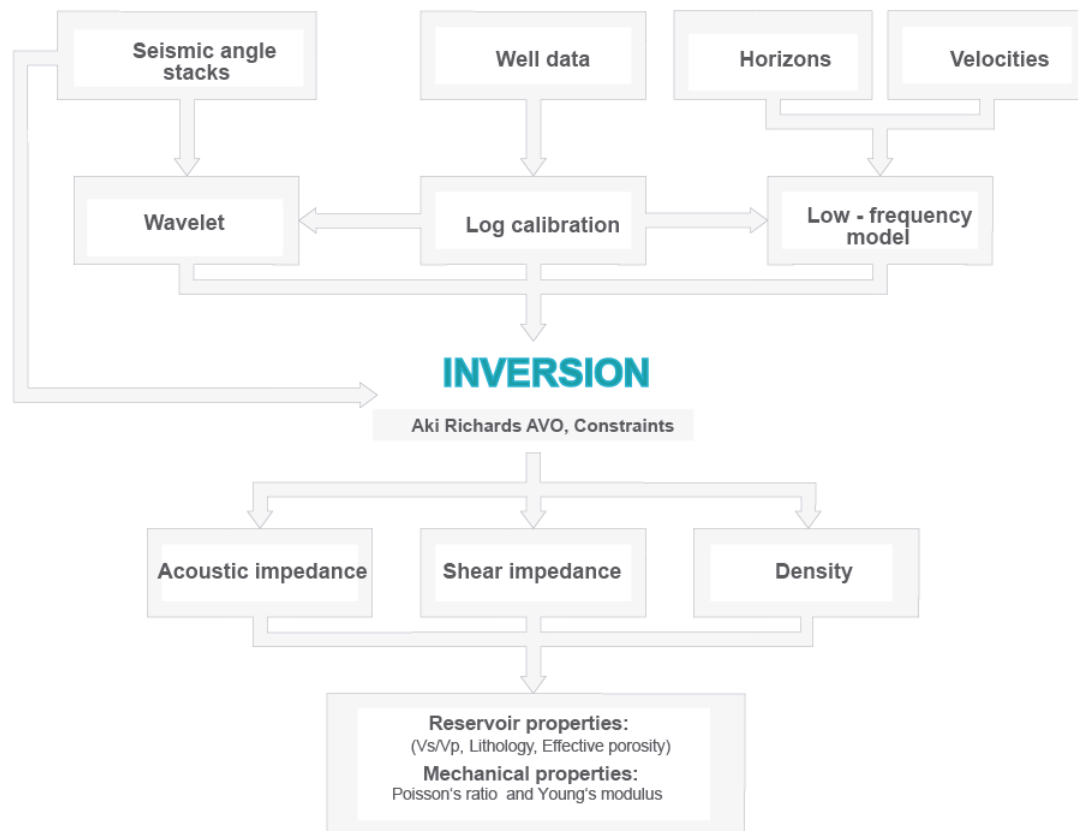 Seismic angle
stacks
Well data
Horizons
Velocities
Wavelet
Log calibration
Low - frequency
model
INVERSION
Aki Richards AVO, Constraints
Acoustic impedance
Shear impedance
Density
Reservoir properties:
(Vs/Vp, Lithology, Effective porosity)
Mechanical properties:
Poisson's ratio and Young's modulus